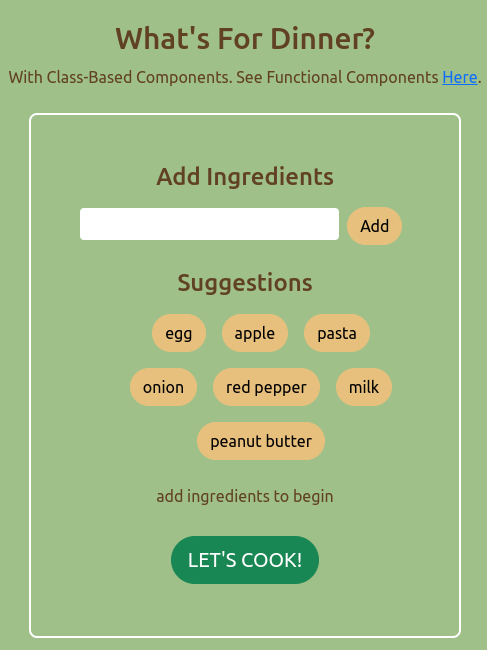 What's For Dinner?
With Class-Based Components. See Functional Components Here.
Add Ingredients
Add
Suggestions
egg apple pasta
onion red pepper milk
peanut butter
add ingredients to begin
LET'S COOK!